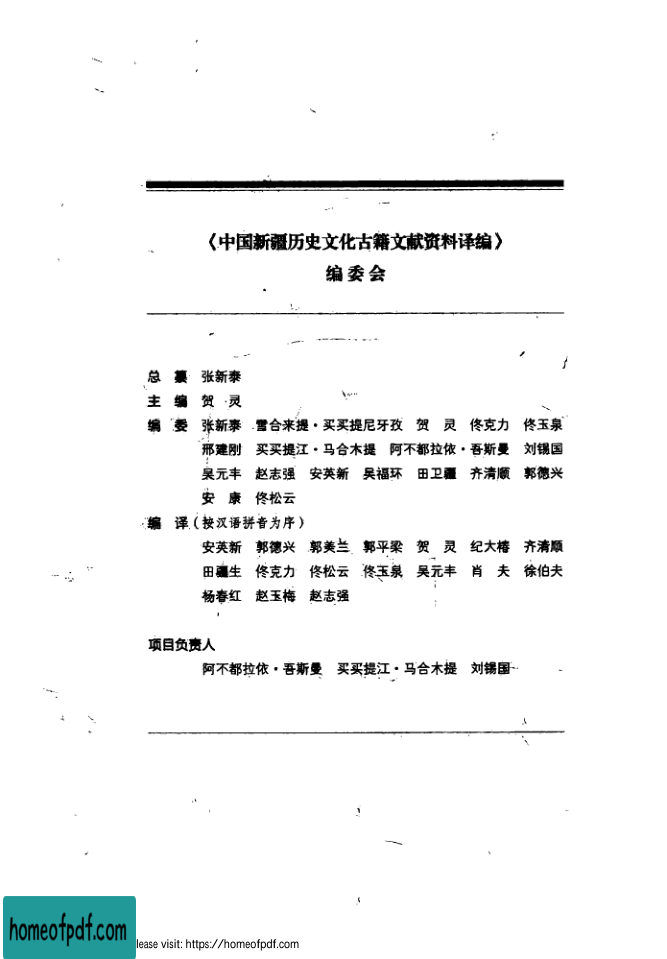 《中国新疆历史文化古籍文献资料译编》
编委会
总 纂 张新泰
主 编 贺 灵
编 委 张新泰 雪合来提·买买提尼牙孜 贺 灵 佟克力 佟玉泉
邢建刚 买买提江·马合木提 阿不都拉依·吾斯曼 刘锡国
吴元丰 赵志强 安英新 吴福环 田卫疆 齐清顺 郭德兴
安 康 佟松云
编 译（按汉语拼音为序）
安英新 郭德兴 郭美兰 郭平梁 贺 灵 纪大椿 齐清顺
田疆生 佟克力 佟松云 佟玉泉 吴元丰 肖 夫 徐伯夫
杨春红 赵玉梅 赵志强
项目负责人
阿不都拉依·吾斯曼 买买提江·马合木提 刘锡国
homeofpdf.com
lease visit: https://homeofpdf.com